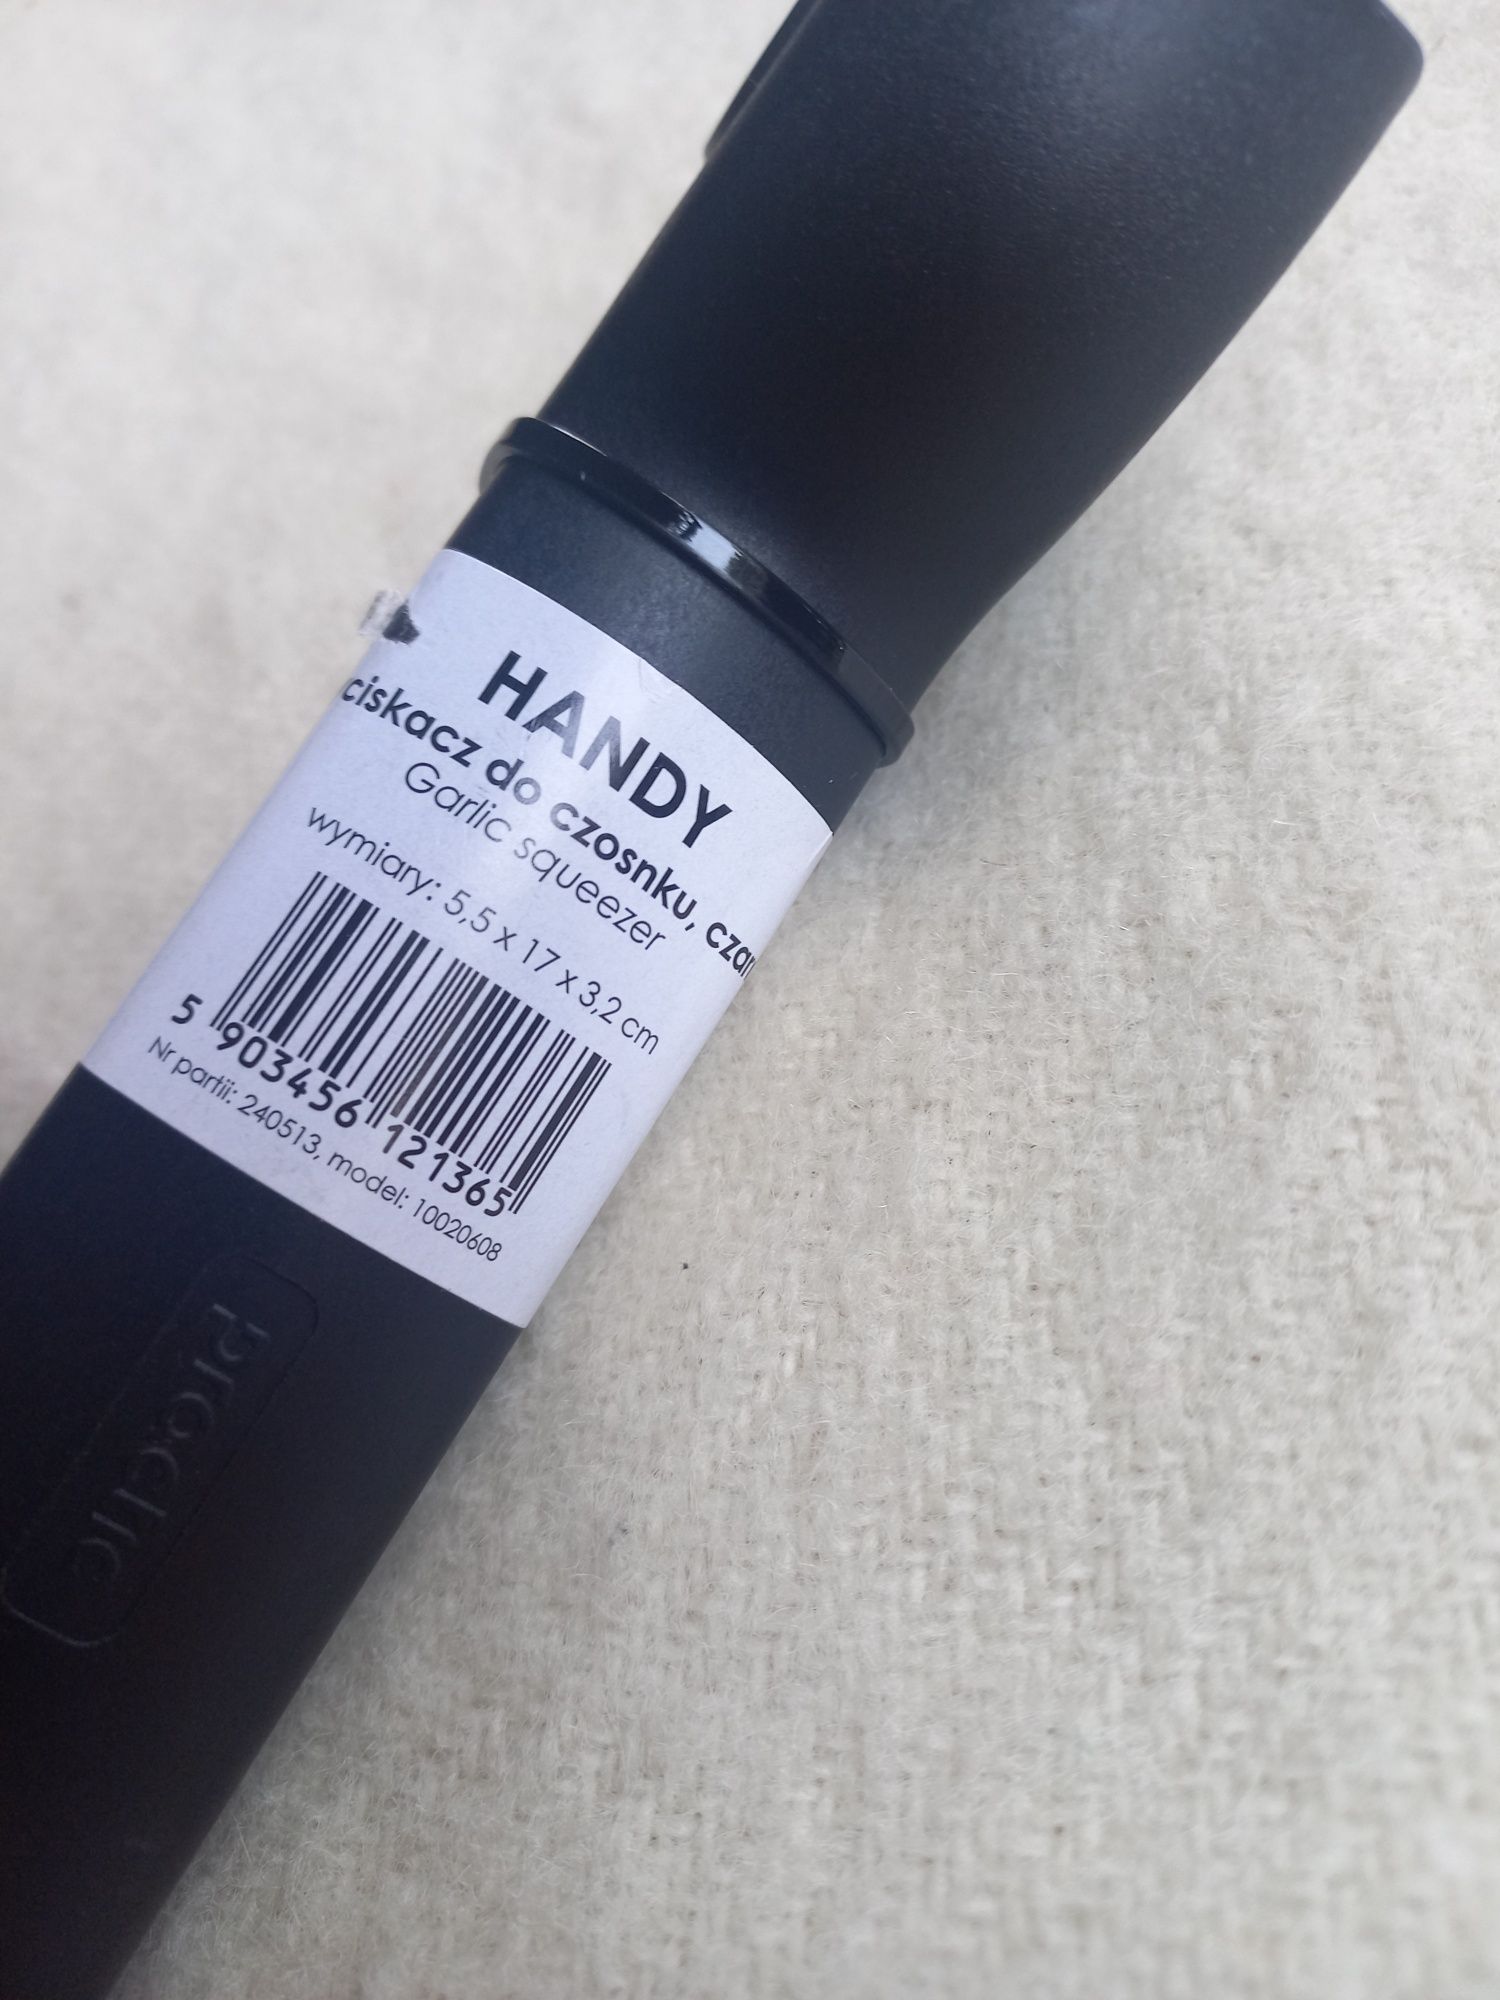 HANDY
ciskacz do czosnku, czar
Garlic squeezer
wymiary: 5,5 x 17 x 3,2 cm
5 903456 121365
Nr partii: 240513, model: 10020608
practic